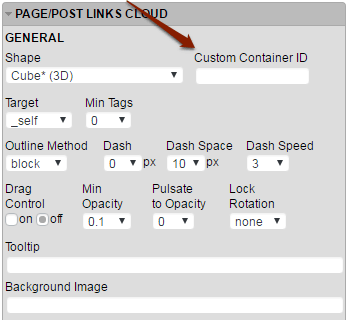 PAGE/POST LINKS CLOUD
GENERAL
Shape Custom Container ID
Cube* (3D)
Target Min Tags
_self 0
Outline Method Dash Dash Space Dash Speed
block 0 px 10 px 3
Drag Control Min Opacity Pulsate to Opacity Lock Rotation
on off 0.1 0 none
Tooltip
Background Image